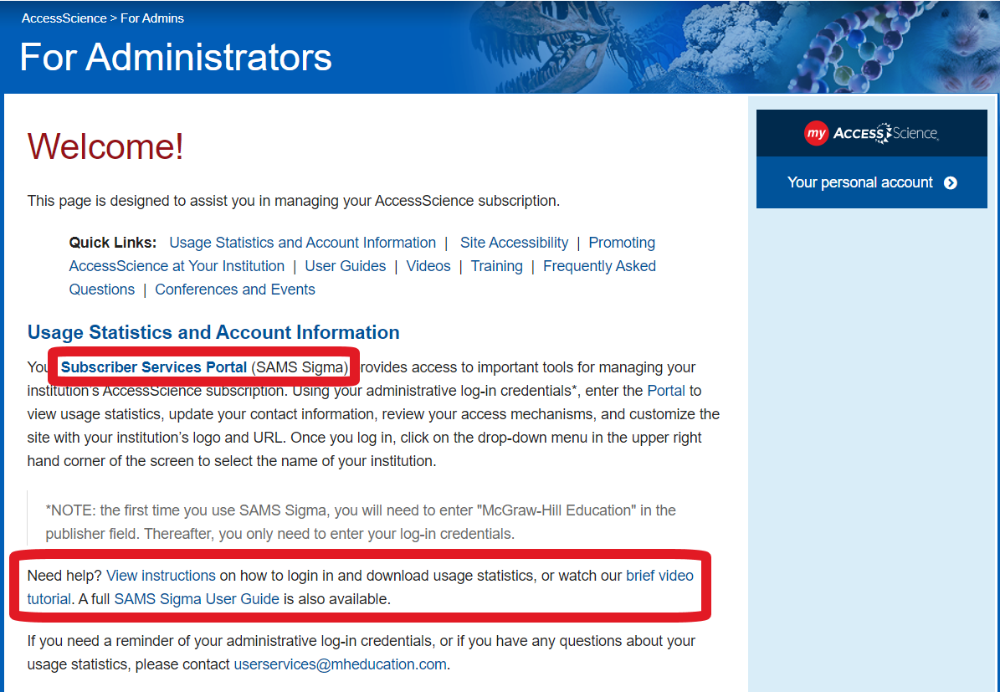 AccessScience > For Admins
For Administrators
Welcome!
my AccessScience
Your personal account
This page is designed to assist you in managing your AccessScience subscription.
Quick Links: Usage Statistics and Account Information | Site Accessibility | Promoting
AccessScience at Your Institution | User Guides | Videos | Training | Frequently Asked
Questions | Conferences and Events
Usage Statistics and Account Information
Subscriber Services Portal (SAMS Sigma) provides access to important tools for managing your
institution's AccessScience subscription. Using your administrative log-in credentials*, enter the Portal to
view usage statistics, update your contact information, review your access mechanisms, and customize the
site with your institution's logo and URL. Once you log in, click on the drop-down menu in the upper right
hand corner of the screen to select the name of your institution.
*NOTE: the first time you use SAMS Sigma, you will need to enter "McGraw-Hill Education" in the
publisher field. Thereafter, you only need to enter your log-in credentials.
Need help? View instructions on how to login in and download usage statistics, or watch our brief video
tutorial. A full SAMS Sigma User Guide is also available.
If you need a reminder of your administrative log-in credentials, or if you have any questions about your
usage statistics, please contact userservices@mheducation.com.